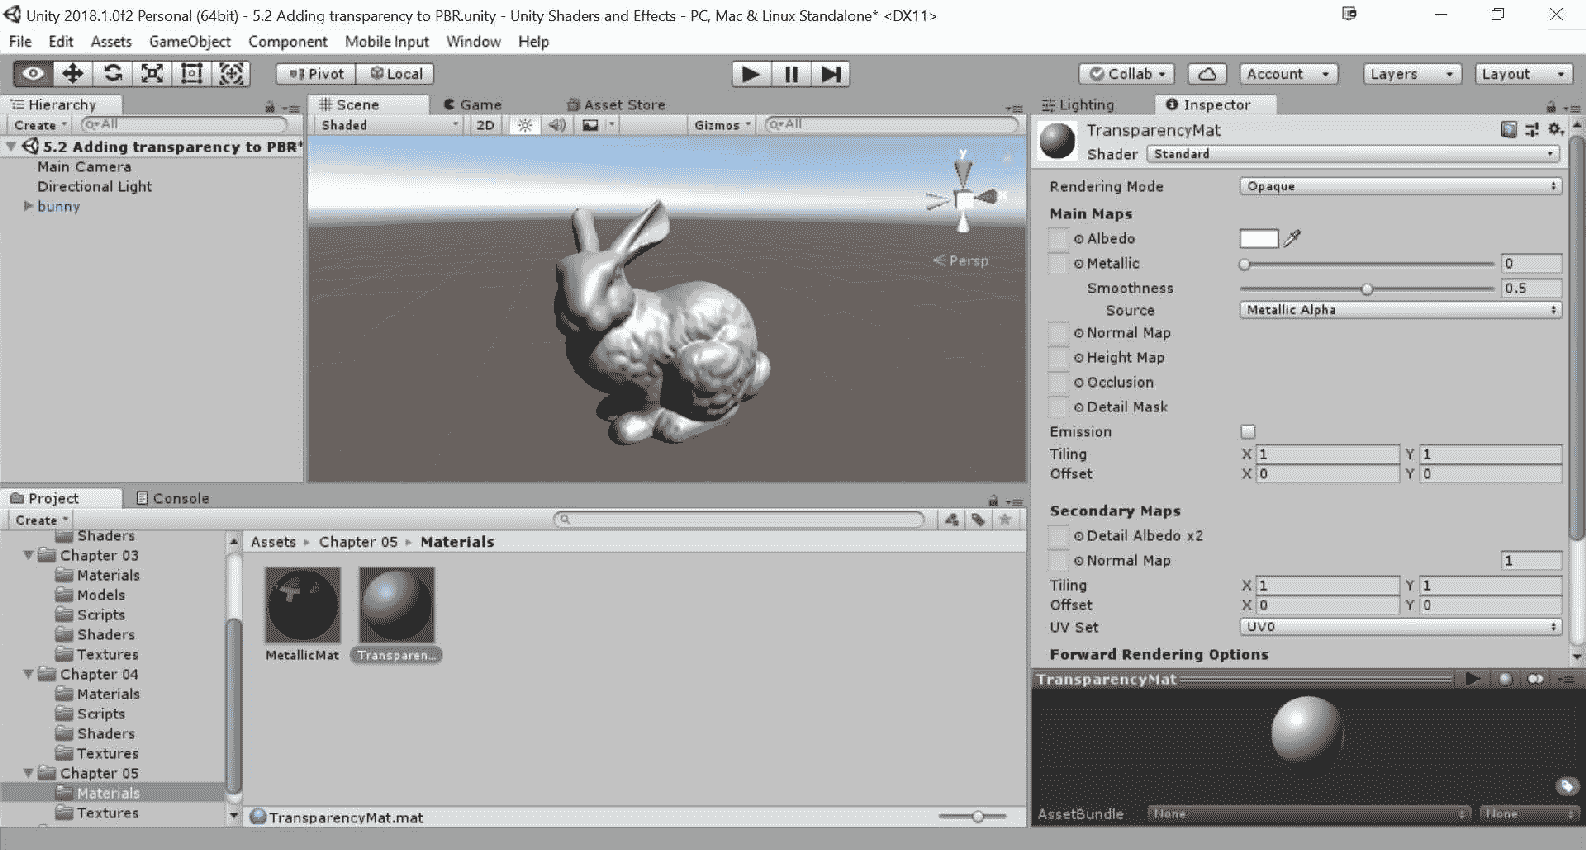 Unity 2018.1.0f2 Personal (64bit) - 5.2 Adding transparency to PBR.unity - Unity Shaders and Effects - PC, Mac & Linux Standalone* <DX11>
File Edit Assets GameObject Component Mobile Input Window Help
Pivot Local Collab Account Layers Layout
Hierarchy
Create All
5.2 Adding transparency to PBR*
Main Camera
Directional Light
bunny
Scene Game Asset Store
Shaded 2D Gizmos All
y
x
Persp
Lighting Inspector
TransparencyMat
Shader Standard
Rendering Mode Opaque
Main Maps
Albedo
Metallic 0
Smoothness 0.5
Source Metallic Alpha
Normal Map
Height Map
Occlusion
Detail Mask
Emission
Tiling X 1 Y 1
Offset X 0 Y 0
Secondary Maps
Detail Albedo x2
Normal Map 1
Tiling X 1 Y 1
Offset X 0 Y 0
UV Set UV0
Forward Rendering Options
TransparencyMat
AssetBundle None None
Project Console
Create
Shaders
Chapter 03
Materials
Models
Scripts
Shaders
Textures
Chapter 04
Materials
Scripts
Shaders
Textures
Chapter 05
Materials
Textures
Assets Chapter 05 Materials
MetallicMat Transparen...
TransparencyMat.mat